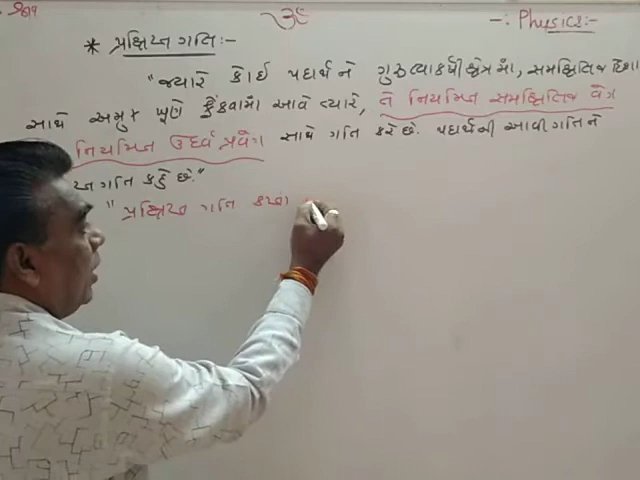 ૐ -: Physics:-
* પ્રક્ષિપ્ત ગતિ:-
"જ્યારે કોઈ પદાર્થને ગુરુત્વાકર્ષી ક્ષેત્રમાં, સમક્ષિતિજ દિશા
સાથે અમુક ખૂણે ફેંકવામાં આવે ત્યારે, તે નિયમિત સમક્ષિતિજ વેગ
નિયમિત ઉર્ધ્વ પ્રવેગ સાથે ગતિ કરે છે. પદાર્થની આવી ગતિને
ગતિ કહે છે."
"પ્રક્ષિપ્ત ગતિ કરતાં